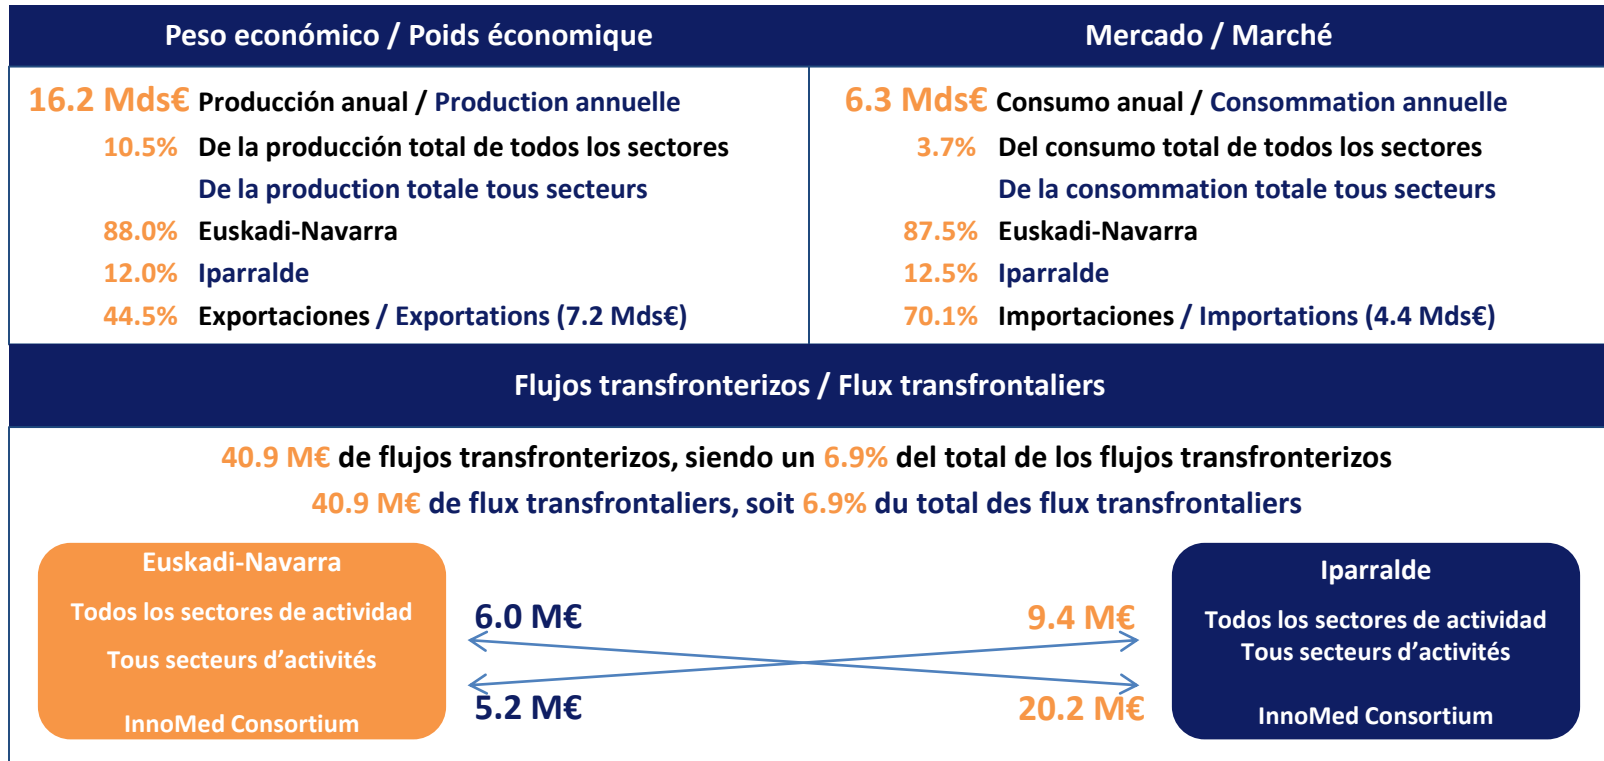 Peso económico / Poids économique
Mercado / Marché
16.2 Mds€ Producción anual / Production annuelle
10.5% De la producción total de todos los sectores
De la production totale tous secteurs
88.0% Euskadi-Navarra
12.0% Iparralde
44.5% Exportaciones / Exportations (7.2 Mds€)
6.3 Mds€ Consumo anual / Consommation annuelle
3.7% Del consumo total de todos los sectores
De la consommation totale tous secteurs
87.5% Euskadi-Navarra
12.5% Iparralde
70.1% Importaciones / Importations (4.4 Mds€)
Flujos transfronterizos / Flux transfrontaliers
40.9 M€ de flujos transfronterizos, siendo un 6.9% del total de los flujos transfronterizos
40.9 M€ de flux transfrontaliers, soit 6.9% du total des flux transfrontaliers
Euskadi-Navarra
Todos los sectores de actividad
Tous secteurs d’activités
InnoMed Consortium
6.0 M€
5.2 M€
9.4 M€
20.2 M€
Iparralde
Todos los sectores de actividad
Tous secteurs d’activités
InnoMed Consortium